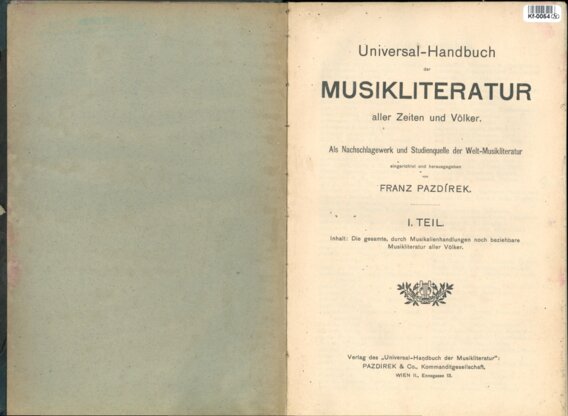 Kf-0064
Universal-Handbuch
der
MUSIKLITERATUR
aller Zeiten und Völker.
Als Nachschlagewerk und Studienquelle der Welt-Musikliteratur
eingerichtet und herausgegeben
von
FRANZ PAZDÍREK.
I. TEIL.
Inhalt: Die gesamte, durch Musikalienhandlungen noch beziehbare
Musikliteratur aller Völker.
Verlag des „Universal-Handbuch der Musikliteratur":
PAZDIREK & Co., Kommanditgesellschaft,
WIEN II., Ennsgasse